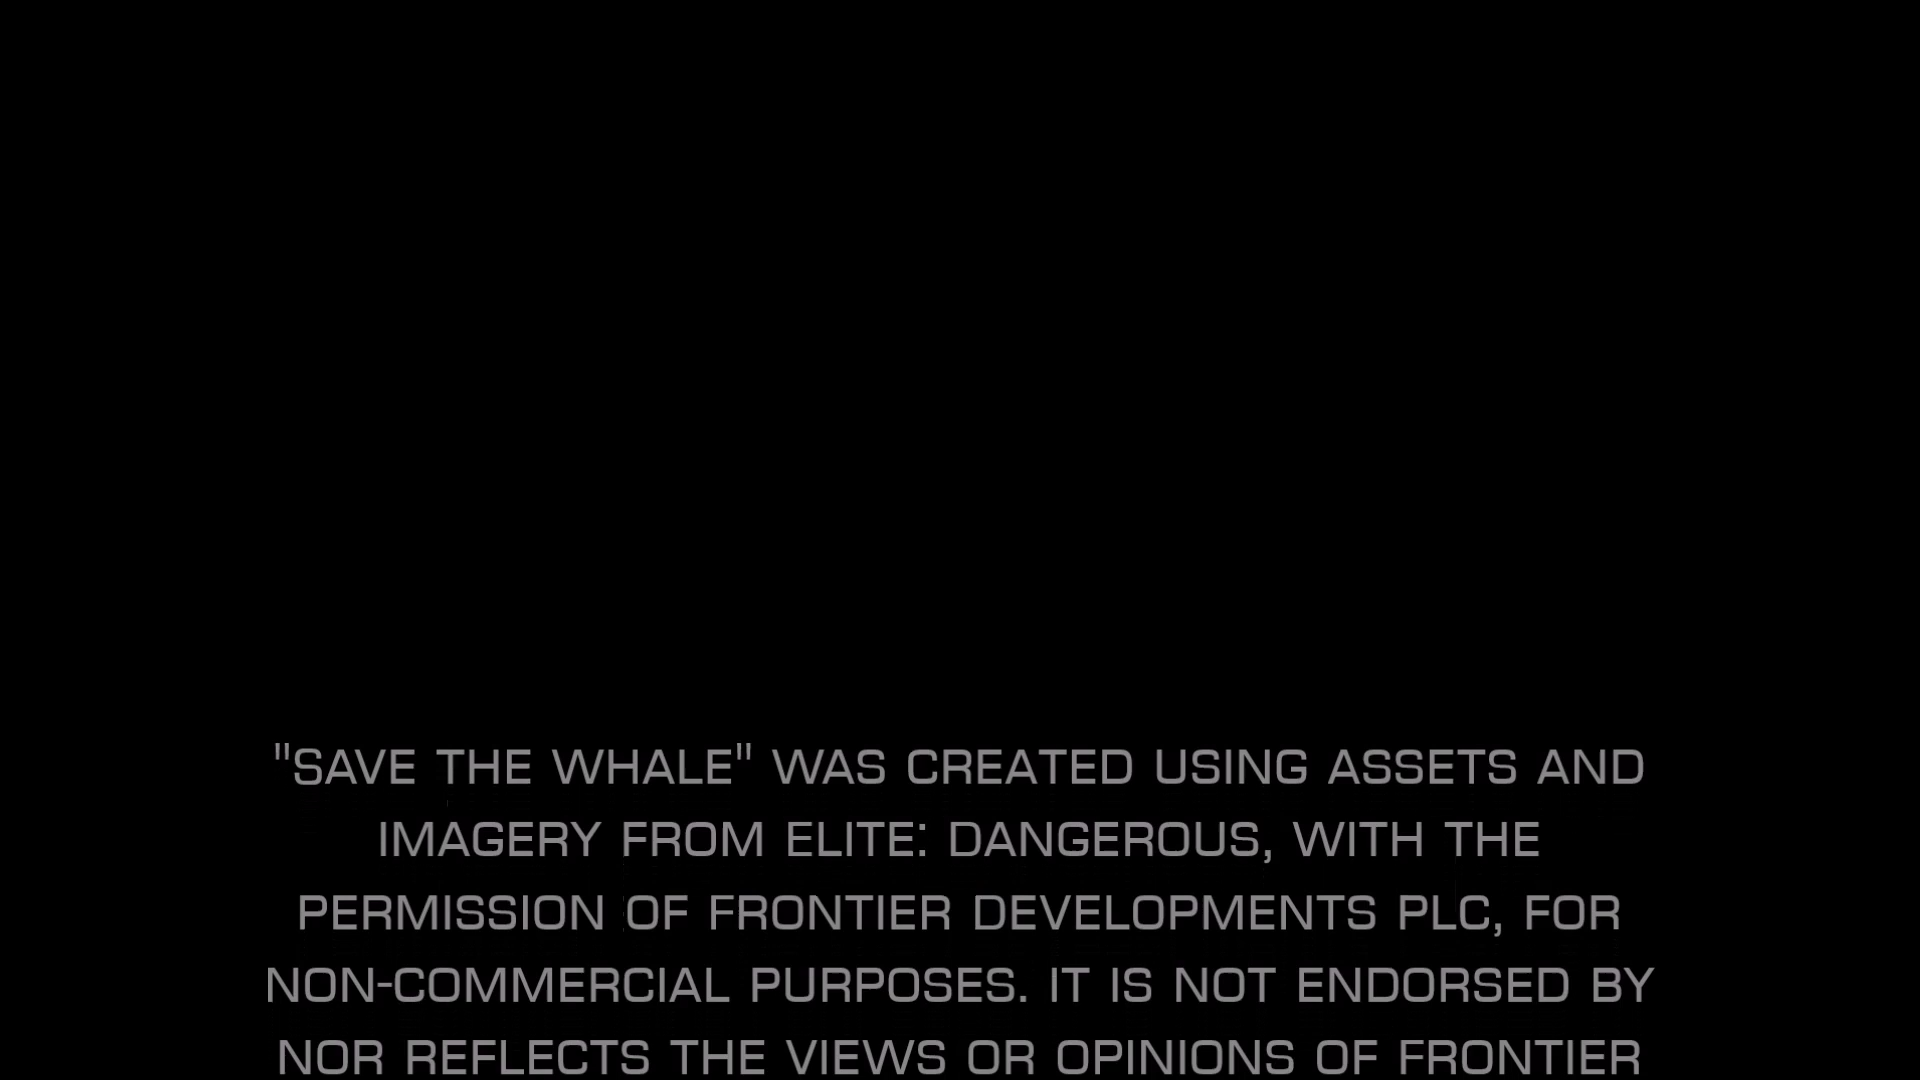 "SAVE THE WHALE" WAS CREATED USING ASSETS AND
IMAGERY FROM ELITE: DANGEROUS, WITH THE
PERMISSION OF FRONTIER DEVELOPMENTS PLC, FOR
NON-COMMERCIAL PURPOSES. IT IS NOT ENDORSED BY
NOR REFLECTS THE VIEWS OR OPINIONS OF FRONTIER